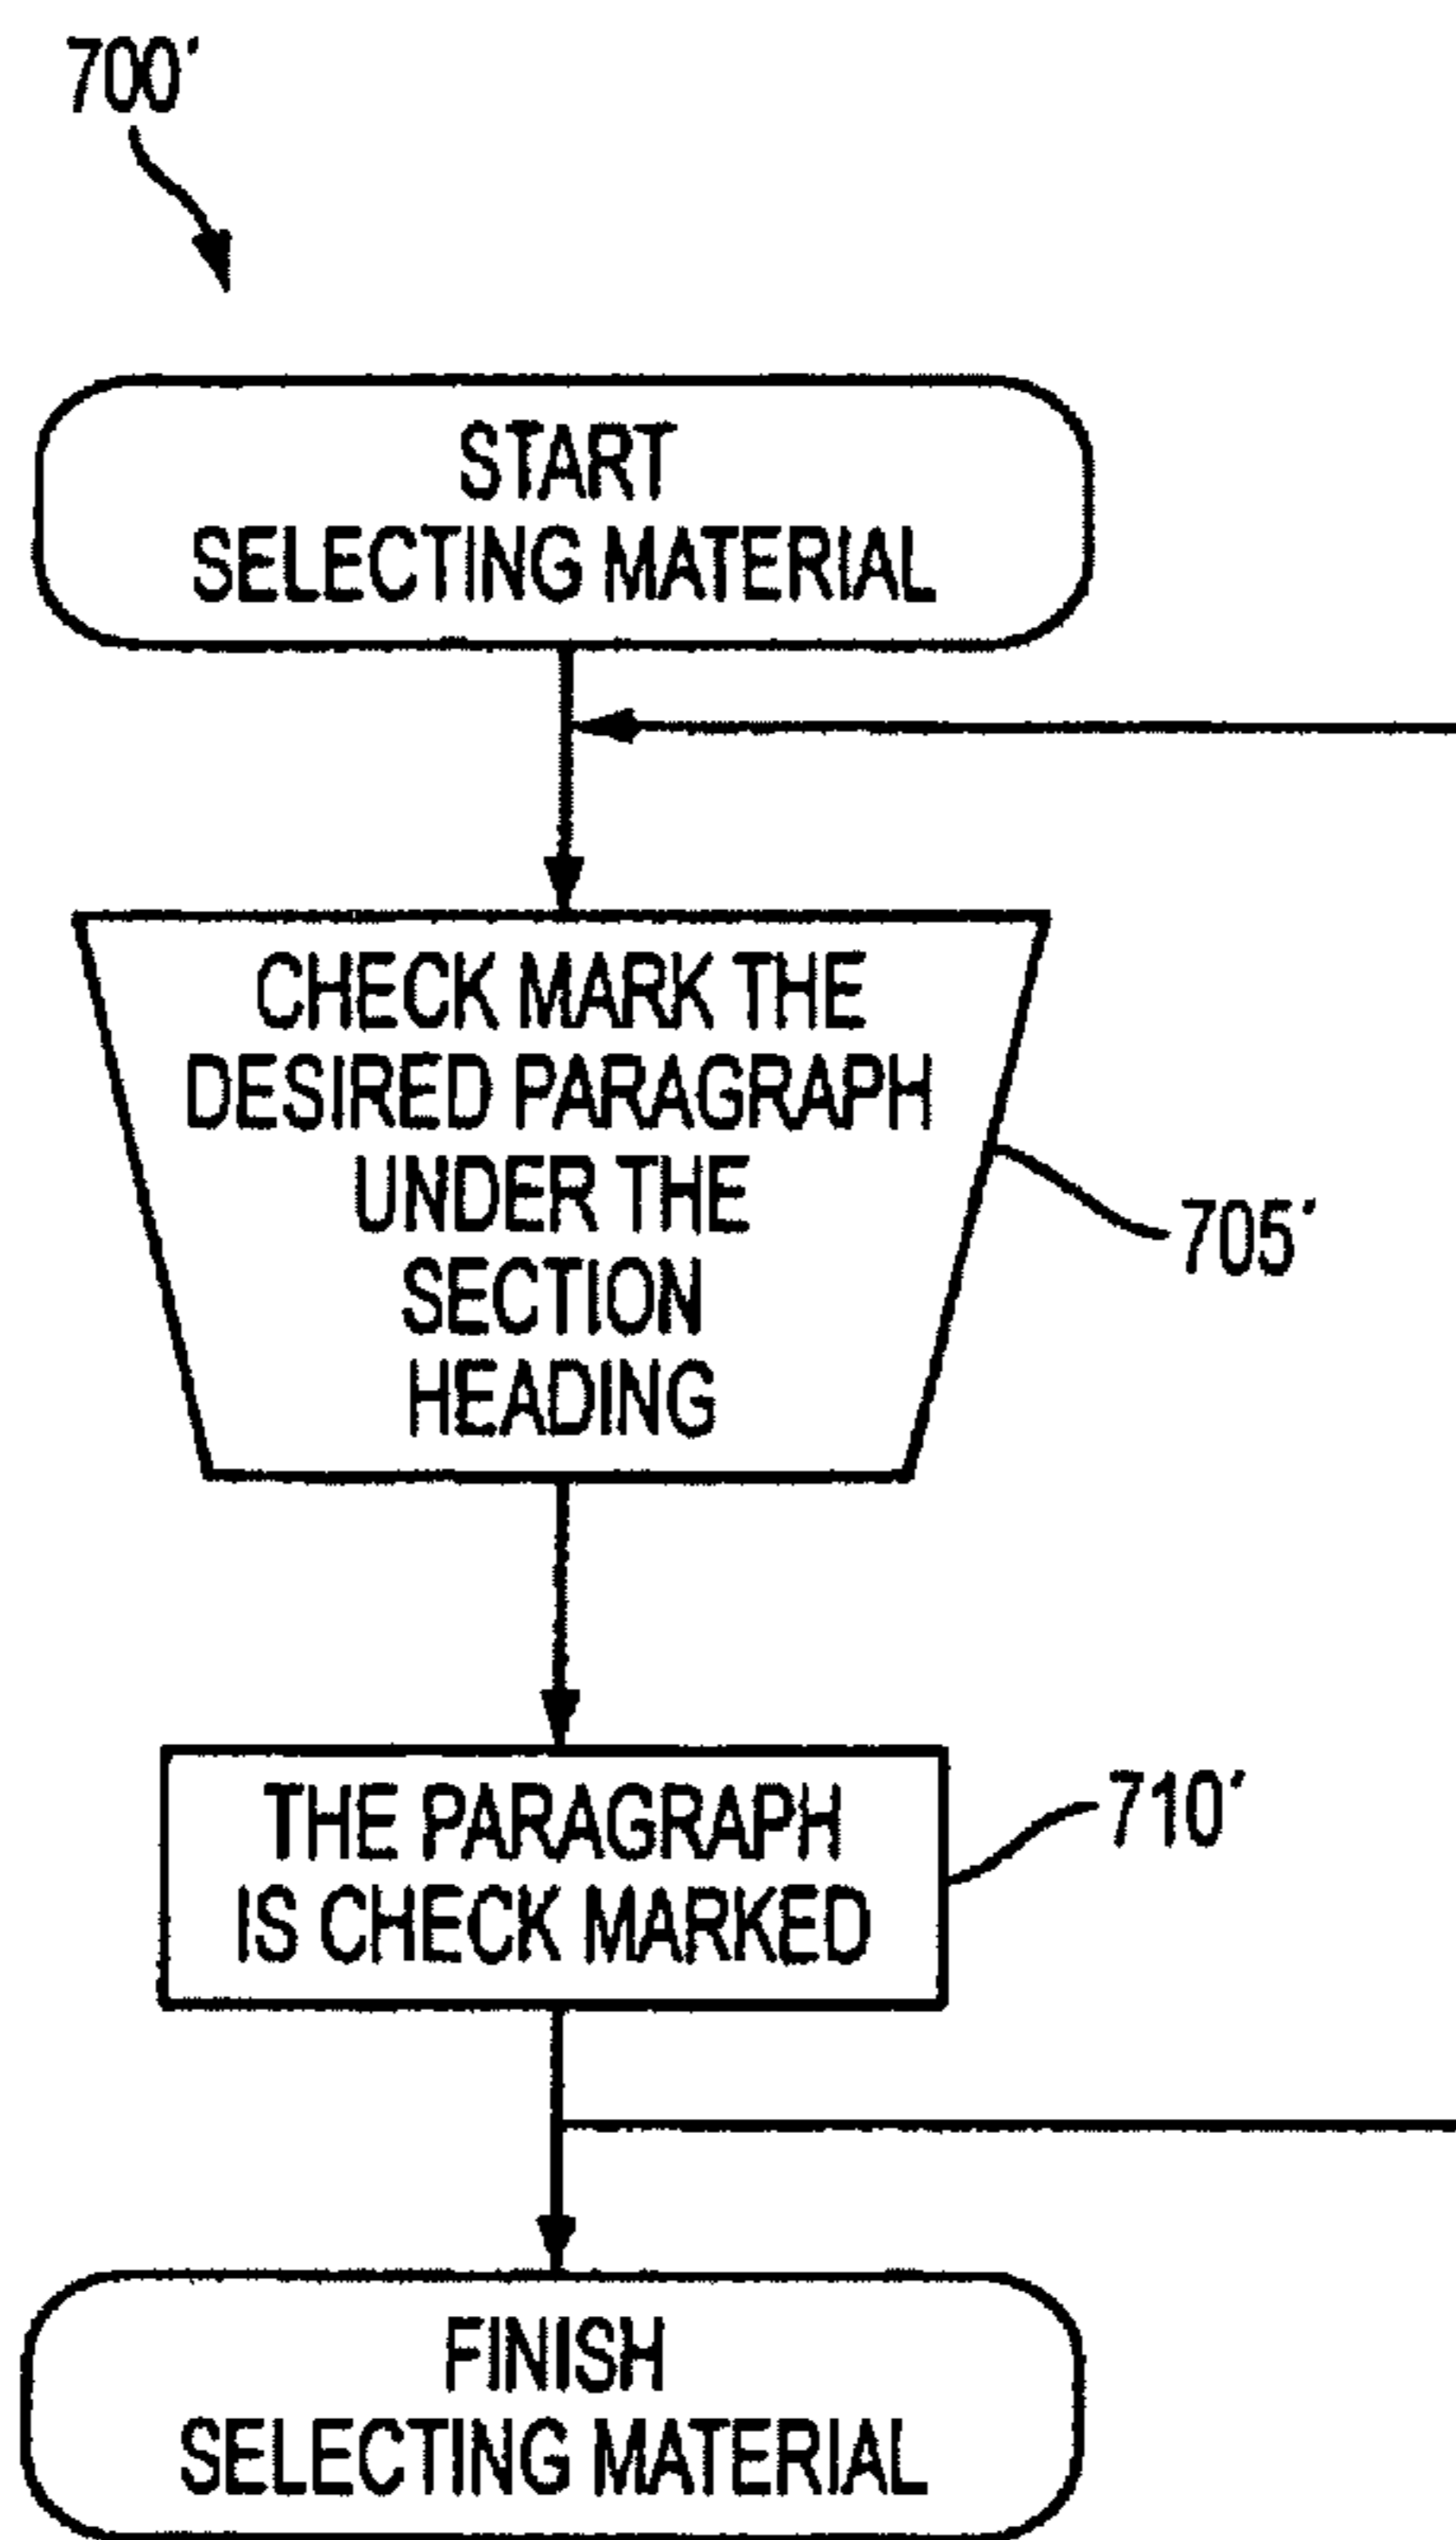 700'
START
SELECTING MATERIAL
CHECK MARK THE
DESIRED PARAGRAPH
UNDER THE
SECTION
HEADING
705'
THE PARAGRAPH
IS CHECK MARKED
710'
FINISH
SELECTING MATERIAL